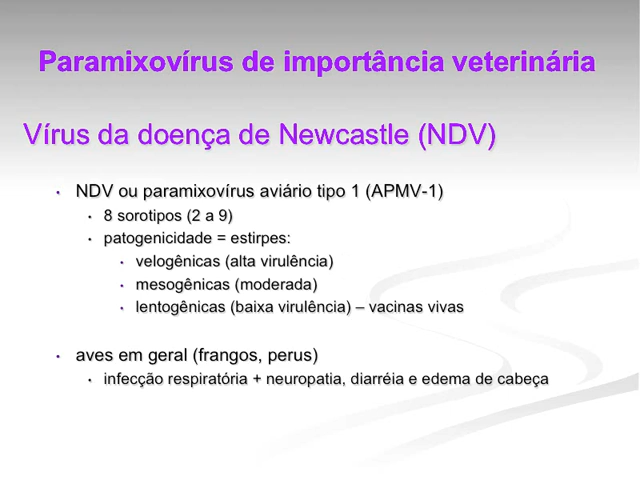 Paramixovírus de importância veterinária
Vírus da doença de Newcastle (NDV)
• NDV ou paramixovírus aviário tipo 1 (APMV-1)
• 8 sorotipos (2 a 9)
• patogenicidade = estirpes:
• velogênicas (alta virulência)
• mesogênicas (moderada)
• lentogênicas (baixa virulência) – vacinas vivas
• aves em geral (frangos, perus)
• infecção respiratória + neuropatia, diarréia e edema de cabeça